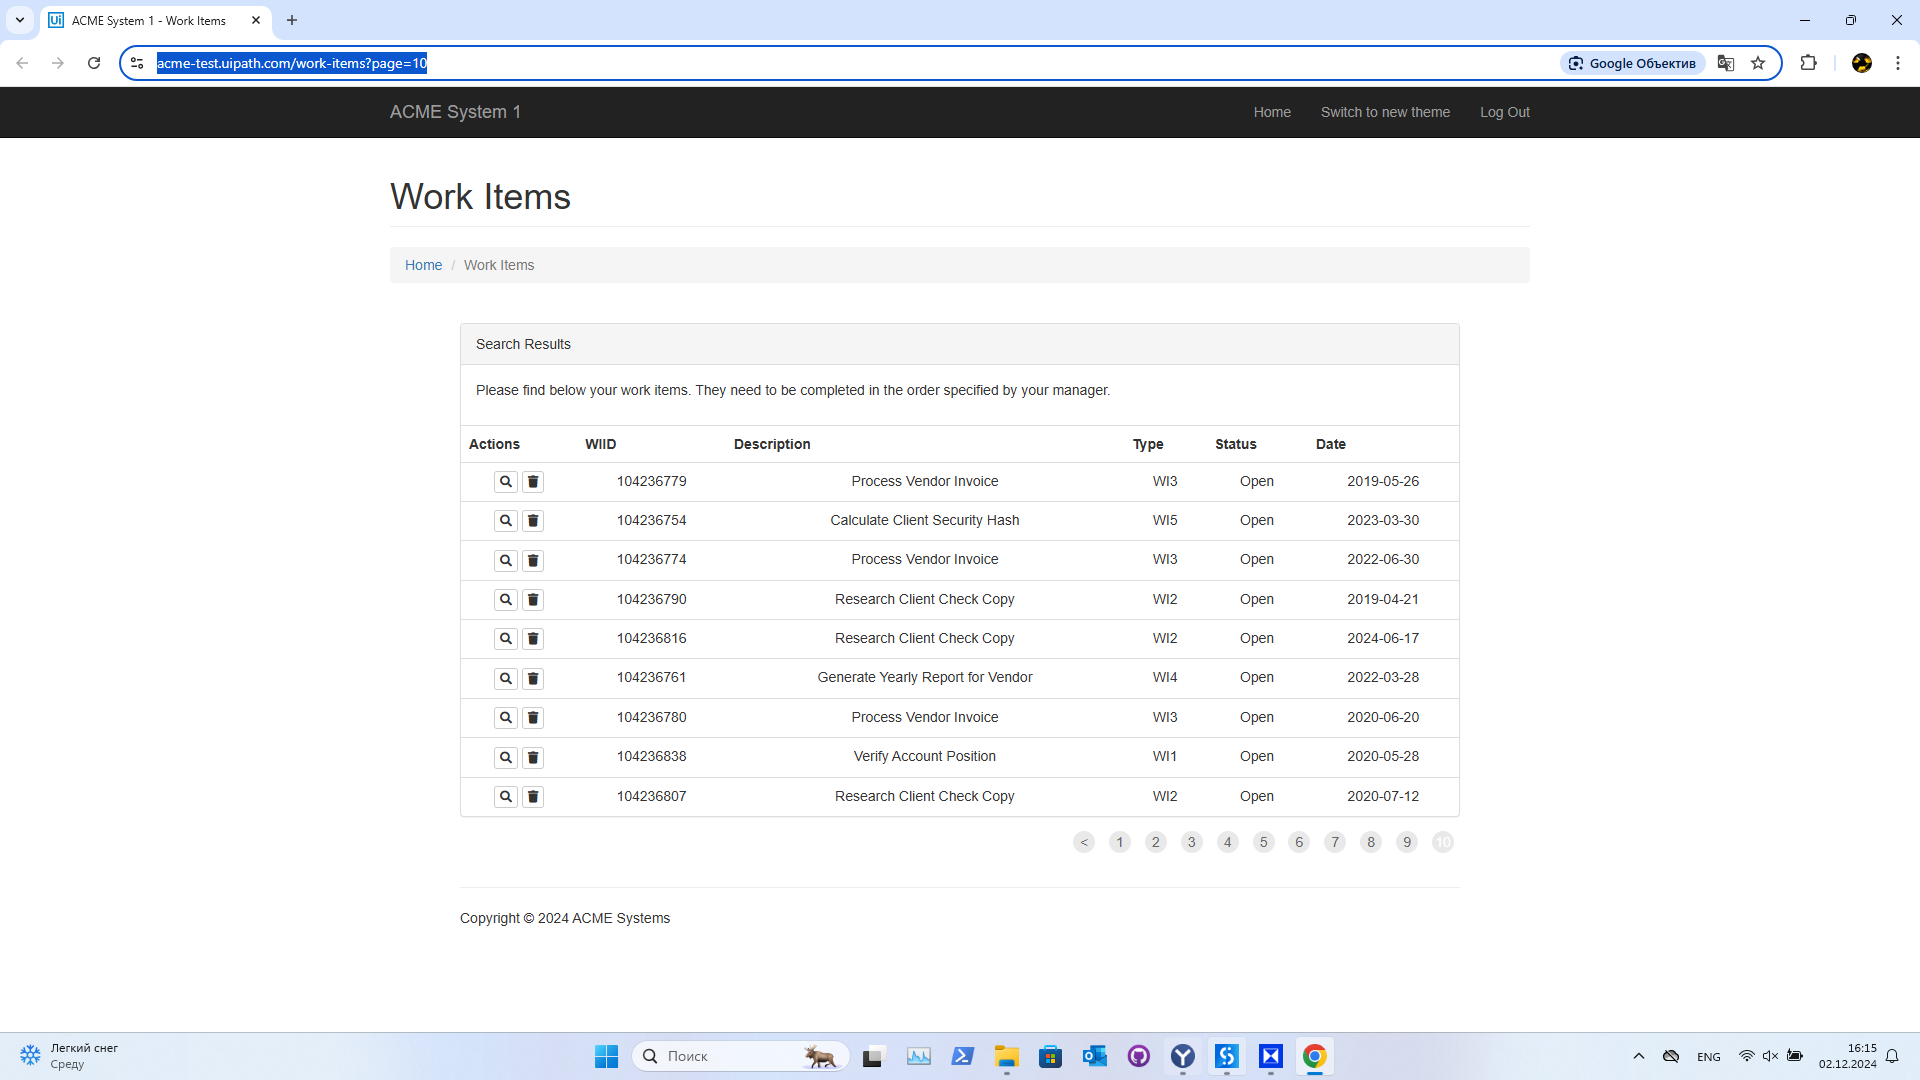 ACME System 1 - Work Items
acme-test.uipath.com/work-items?page=10
Google Объектив
ACME System 1
Home
Switch to new theme
Log Out
Work Items
Home / Work Items
Search Results
Please find below your work items. They need to be completed in the order specified by your manager.
Actions WIID Description Type Status Date
104236779 Process Vendor Invoice WI3 Open 2019-05-26
104236754 Calculate Client Security Hash WI5 Open 2023-03-30
104236774 Process Vendor Invoice WI3 Open 2022-06-30
104236790 Research Client Check Copy WI2 Open 2019-04-21
104236816 Research Client Check Copy WI2 Open 2024-06-17
104236761 Generate Yearly Report for Vendor WI4 Open 2022-03-28
104236780 Process Vendor Invoice WI3 Open 2020-06-20
104236838 Verify Account Position WI1 Open 2020-05-28
104236807 Research Client Check Copy WI2 Open 2020-07-12
< 1 2 3 4 5 6 7 8 9 10
Copyright © 2024 ACME Systems
Легкий снег
Среду
Поиск
ENG
16:15
02.12.2024